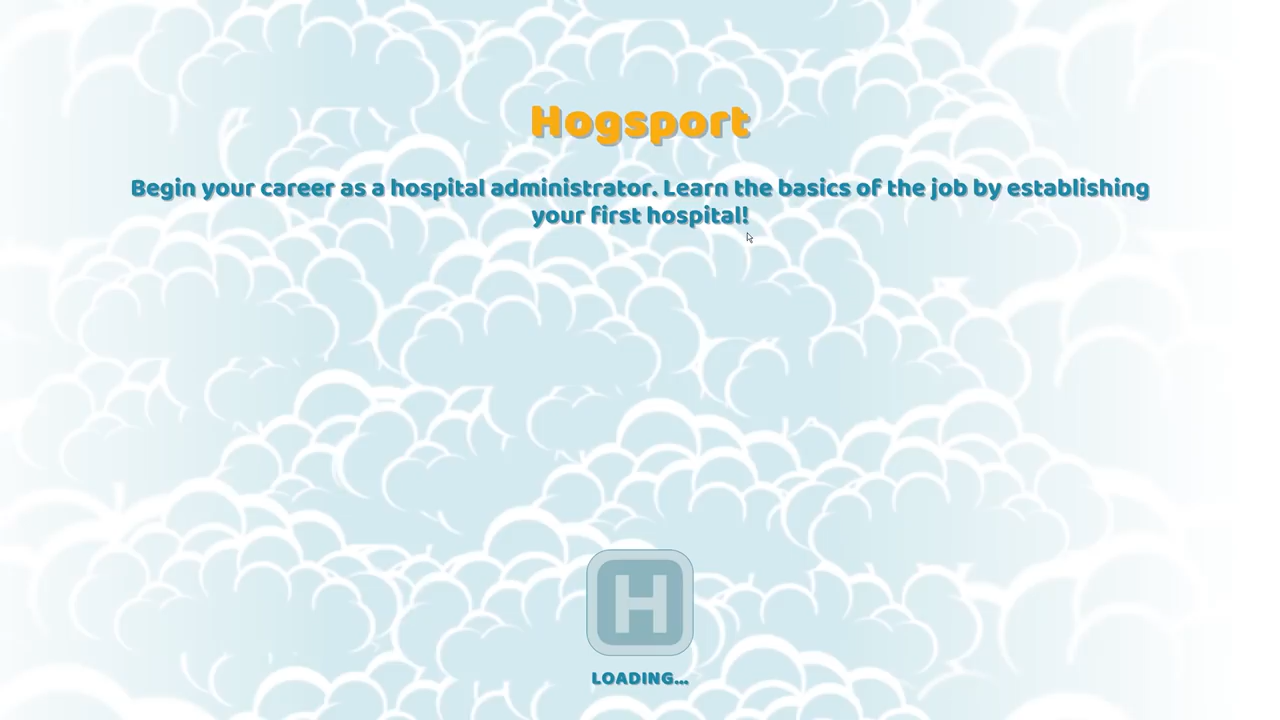 Hogsport
Begin your career as a hospital administrator. Learn the basics of the job by establishing
your first hospital!
H
LOADING...